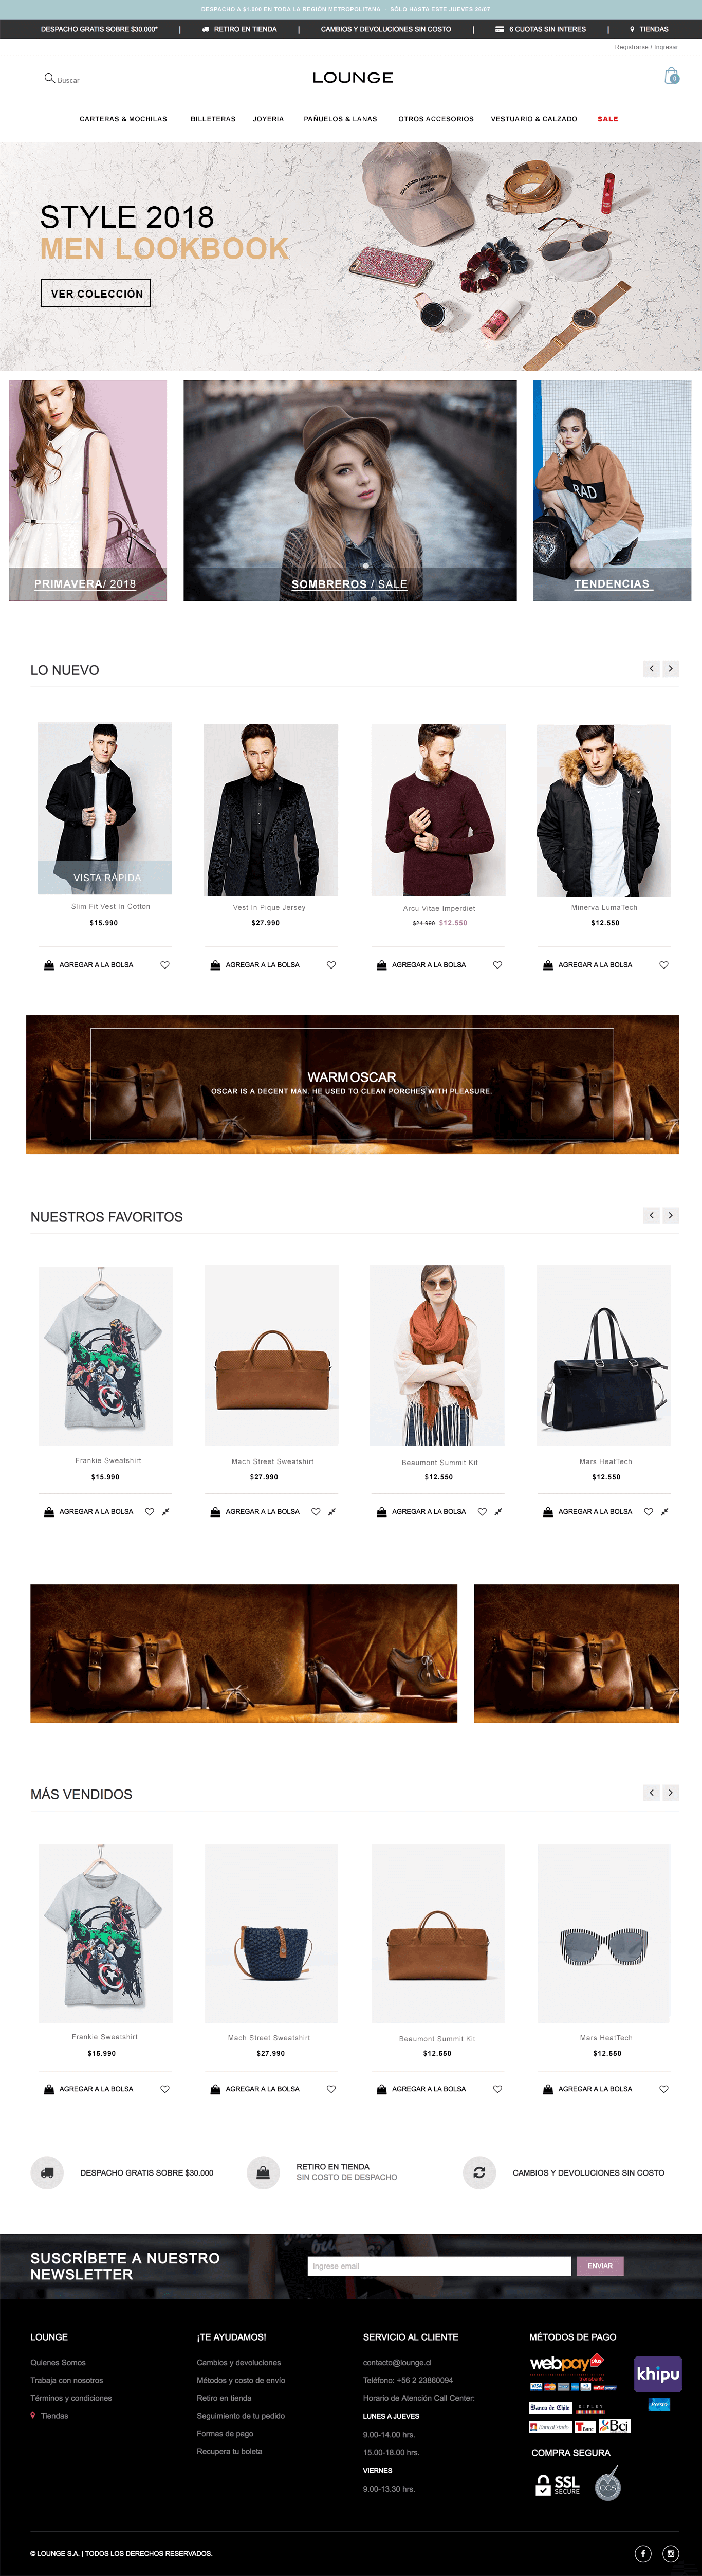 DESPACHO A $1.000 EN TODA LA REGIÓN METROPOLITANA - SÓLO HASTA ESTE JUEVES 26/07
DESPACHO GRATIS SOBRE $30.000* | RETIRO EN TIENDA | CAMBIOS Y DEVOLUCIONES SIN COSTO | 6 CUOTAS SIN INTERES | TIENDAS
Registrarse / Ingresar
Buscar
LOUNGE
0
CARTERAS & MOCHILAS BILLETERAS JOYERIA PAÑUELOS & LANAS OTROS ACCESORIOS VESTUARIO & CALZADO SALE
STYLE 2018
MEN LOOKBOOK
VER COLECCIÓN
RAD
PRIMAVERA/ 2018
SOMBREROS / SALE
TENDENCIAS
LO NUEVO
VISTA RÁPIDA
Slim Fit Vest In Cotton
$15.990
AGREGAR A LA BOLSA
Vest In Pique Jersey
$27.990
AGREGAR A LA BOLSA
Arcu Vitae Imperdiet
$24.990 $12.550
AGREGAR A LA BOLSA
Minerva LumaTech
$12.550
AGREGAR A LA BOLSA
WARM OSCAR
OSCAR IS A DECENT MAN. HE USED TO CLEAN PORCHES WITH PLEASURE.
NUESTROS FAVORITOS
Frankie Sweatshirt
$15.990
AGREGAR A LA BOLSA
Mach Street Sweatshirt
$27.990
AGREGAR A LA BOLSA
Beaumont Summit Kit
$12.550
AGREGAR A LA BOLSA
Mars HeatTech
$12.550
AGREGAR A LA BOLSA
MÁS VENDIDOS
Frankie Sweatshirt
$15.990
AGREGAR A LA BOLSA
Mach Street Sweatshirt
$27.990
AGREGAR A LA BOLSA
Beaumont Summit Kit
$12.550
AGREGAR A LA BOLSA
Mars HeatTech
$12.550
AGREGAR A LA BOLSA
DESPACHO GRATIS SOBRE $30.000
RETIRO EN TIENDA
SIN COSTO DE DESPACHO
CAMBIOS Y DEVOLUCIONES SIN COSTO
SUSCRÍBETE A NUESTRO
NEWSLETTER
Ingrese email
ENVIAR
LOUNGE
Quienes Somos
Trabaja con nosotros
Términos y condiciones
Tiendas
¡TE AYUDAMOS!
Cambios y devoluciones
Métodos y costo de envío
Retiro en tienda
Seguimiento de tu pedido
Formas de pago
Recupera tu boleta
SERVICIO AL CLIENTE
contacto@lounge.cl
Teléfono: +56 2 23860094
Horario de Atención Call Center:
LUNES A JUEVES
9.00-14.00 hrs.
15.00-18.00 hrs.
VIERNES
9.00-13.30 hrs.
MÉTODOS DE PAGO
webpay plus
transbank
VISA
khipu
Banco de Chile
RIPLEY
Presto
BancoEstado
TBanc
Bci
COMPRA SEGURA
SSL
SECURE
CCS
© LOUNGE S.A. | TODOS LOS DERECHOS RESERVADOS.